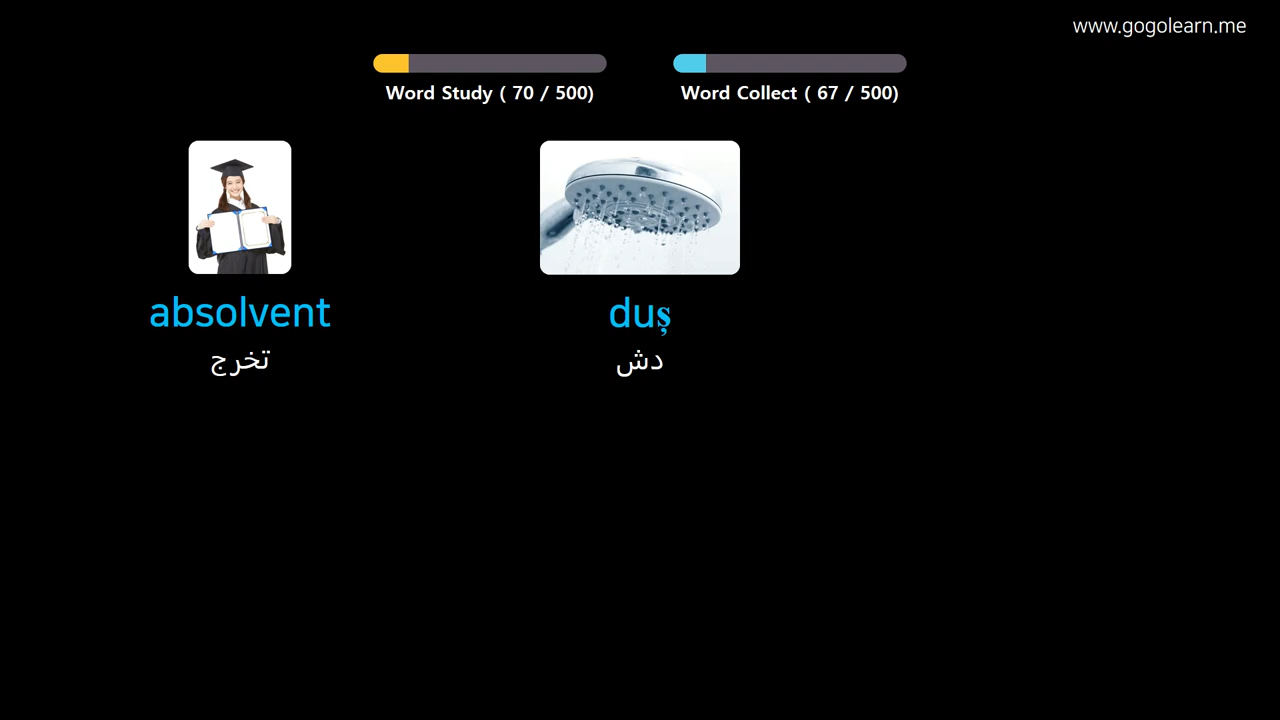 www.gogolearn.me
Word Study ( 70 / 500)
Word Collect ( 67 / 500)
absolvent
تخرج
duș
دش